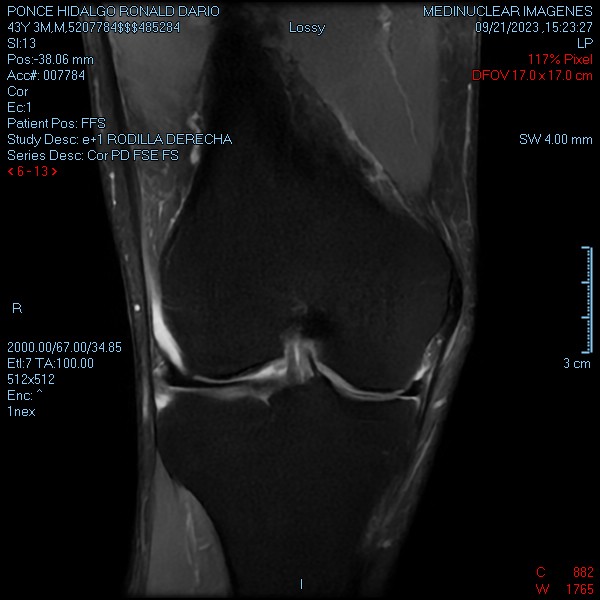 PONCE HIDALGO RONALD DARIO
43Y 3M,M,5207784$$$485284
SI:13
Pos:-38.06 mm
Acc#: 007784
Cor
Ec:1
Patient Pos: FFS
Study Desc: e+1 RODILLA DERECHA
Series Desc: Cor PD FSE FS
< 6 - 13 >
Lossy
MEDINUCLEAR IMAGENES
09/21/2023 ,15:23:27
LP
117% Pixel
DFOV 17.0 x 17.0 cm
SW 4.00 mm
R
2000.00/67.00/34.85
Etl:7 TA:100.00
512x512
Enc: ^
1nex
3 cm
I
C 882
W 1765